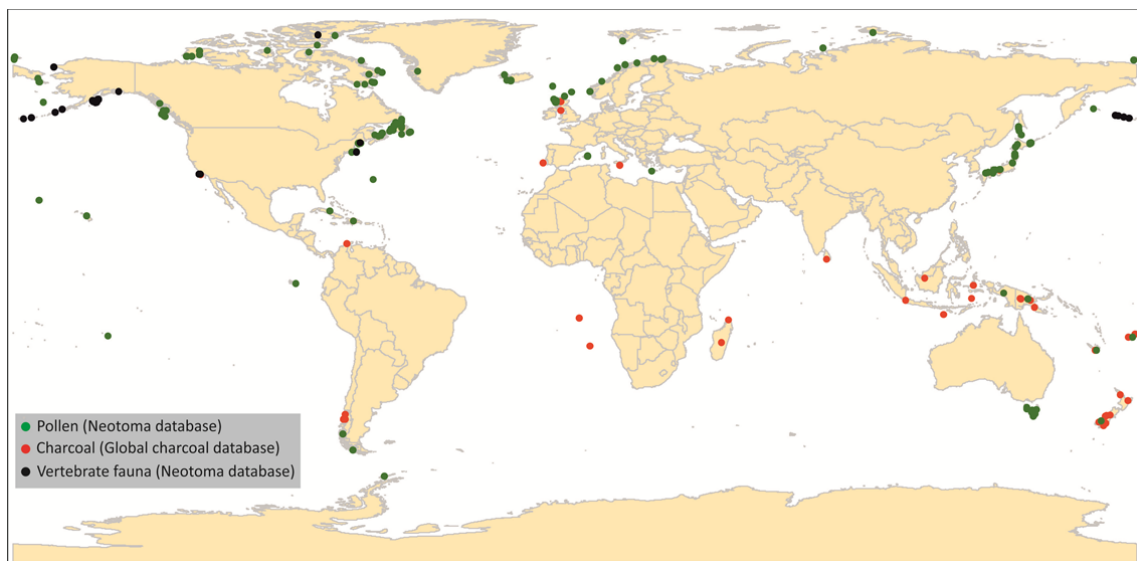 Pollen (Neotoma database)
Charcoal (Global charcoal database)
Vertebrate fauna (Neotoma database)